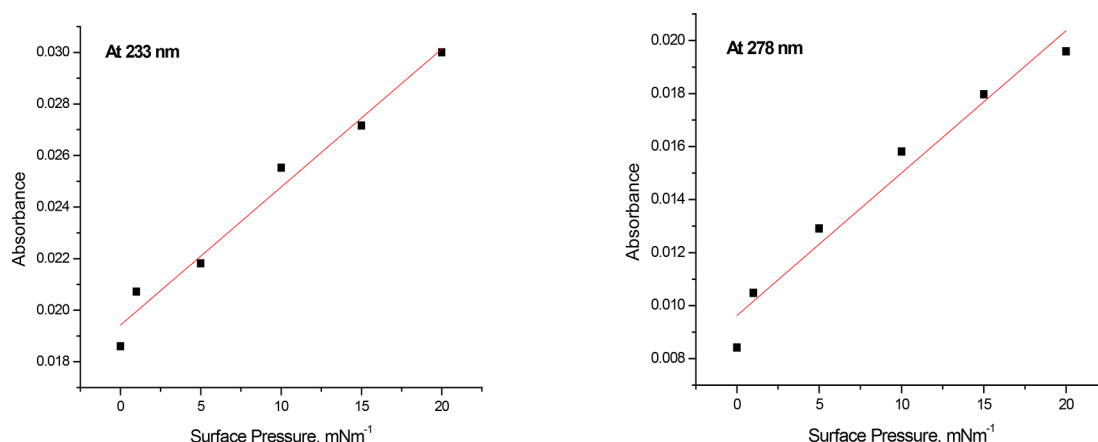 At 233 nm
0.030
0.028
0.026
0.024
0.022
0.020
0.018
Absorbance
0 5 10 15 20
Surface Pressure, mNm-1
At 278 nm
0.020
0.018
0.016
0.014
0.012
0.010
0.008
Absorbance
0 5 10 15 20
Surface Pressure, mNm-1